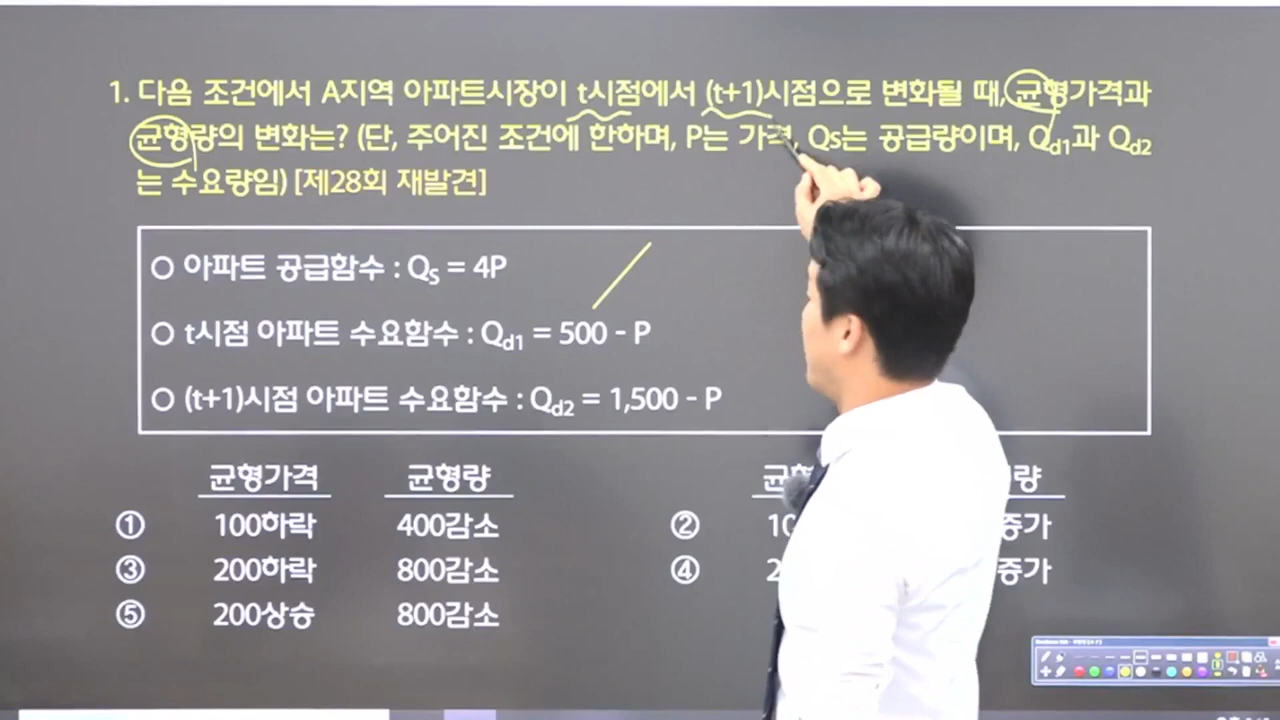 1. 다음 조건에서 A지역 아파트시장이 t시점에서 (t+1)시점으로 변화될 때, 균형가격과
균형량의 변화는? (단, 주어진 조건에 한하며, P는 가격, Qs는 공급량이며, Qd1과 Qd2
는 수요량임) [제28회 재발견]
○ 아파트 공급함수 : QS = 4P
○ t시점 아파트 수요함수 : Qd1 = 500 - P
○ (t+1)시점 아파트 수요함수 : Qd2 = 1,500 - P
균형가격 균형량
① 100하락 400감소 ② 증가
③ 200하락 800감소 ④ 증가
⑤ 200상승 800감소